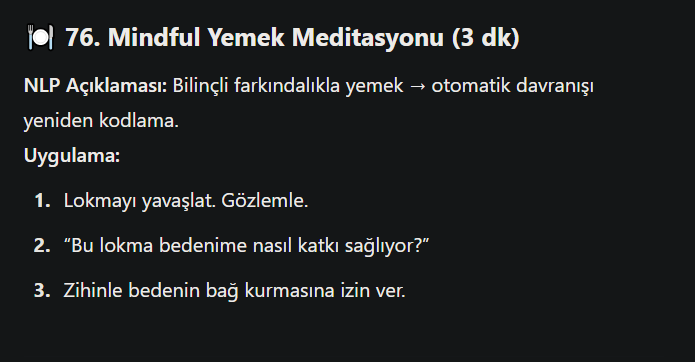 🍽️ 76. Mindful Yemek Meditasyonu (3 dk)
NLP Açıklaması: Bilinçli farkındalıkla yemek → otomatik davranışı
yeniden kodlama.
Uygulama:
1. Lokmayı yavaşlat. Gözlemle.
2. “Bu lokma bedenime nasıl katkı sağlıyor?”
3. Zihinle bedenin bağ kurmasına izin ver.